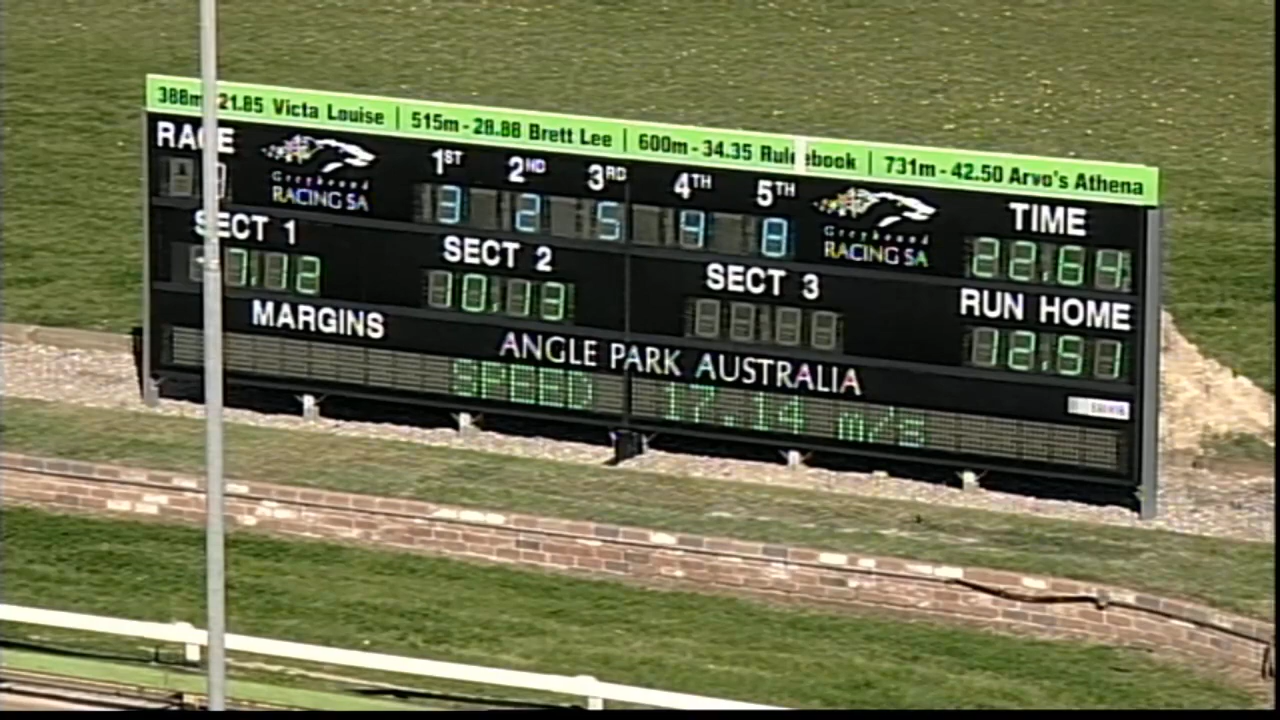 388m - 21.85 Victa Louise | 515m - 28.88 Brett Lee | 600m - 34.35 Rulebook | 731m - 42.50 Arvo's Athena
RACE
Greyhound
RACING SA
1ST 2ND 3RD 4TH 5TH
3 2 5 4 8
Greyhound
RACING SA
TIME
22.64
SECT 1
7.12
SECT 2
10.13
SECT 3
RUN HOME
12.51
MARGINS
ANGLE PARK AUSTRALIA
SPEED 17.14 m/s